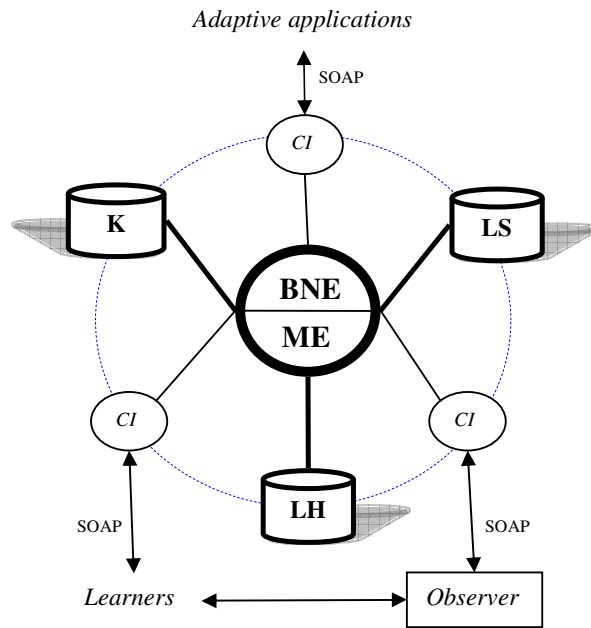 Adaptive applications
SOAP
CI
K
LS
BNE
ME
CI
CI
LH
SOAP
SOAP
Learners
Observer